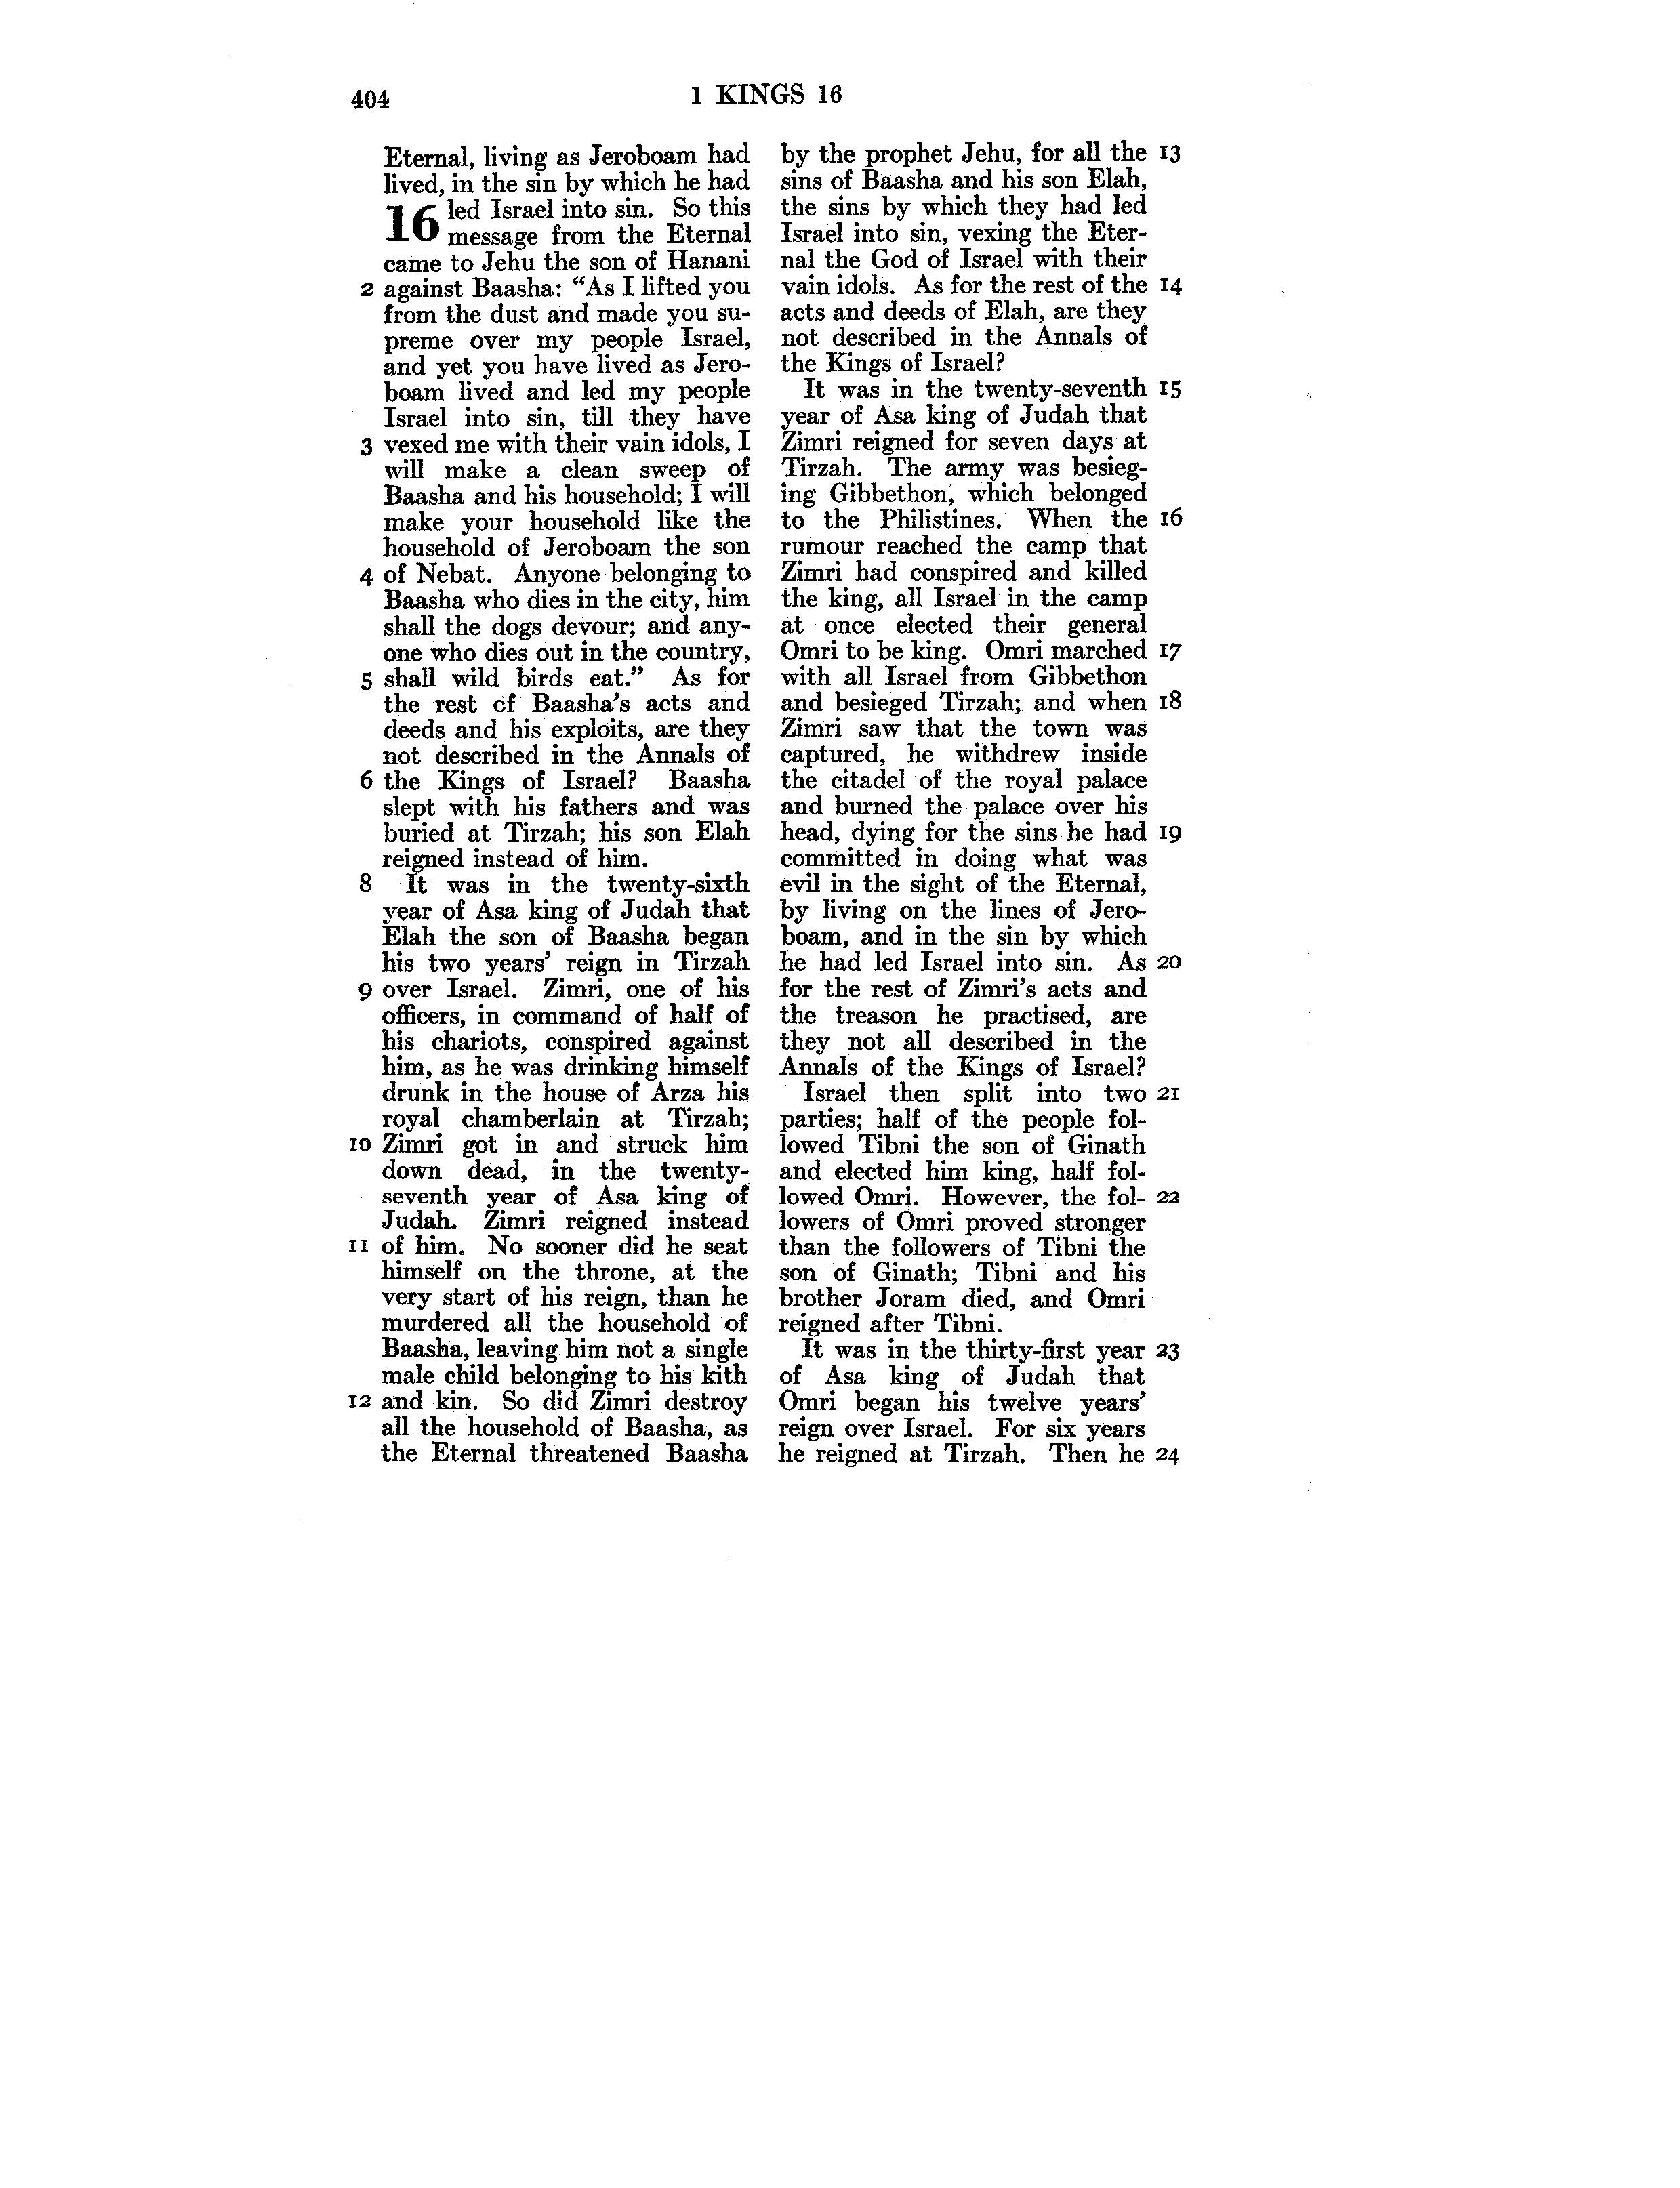 404
1 KINGS 16
Eternal, living as Jeroboam had
lived, in the sin by which he had
16 led Israel into sin. So this
message from the Eternal
came to Jehu the son of Hanani
2 against Baasha: “As I lifted you
from the dust and made you su-
preme over my people Israel,
and yet you have lived as Jero-
boam lived and led my people
Israel into sin, till they have
3 vexed me with their vain idols, I
will make a clean sweep of
Baasha and his household; I will
make your household like the
household of Jeroboam the son
4 of Nebat. Anyone belonging to
Baasha who dies in the city, him
shall the dogs devour; and any-
one who dies out in the country,
5 shall wild birds eat.” As for
the rest of Baasha’s acts and
deeds and his exploits, are they
not described in the Annals of
6 the Kings of Israel? Baasha
slept with his fathers and was
buried at Tirzah; his son Elah
reigned instead of him.
8 It was in the twenty-sixth
year of Asa king of Judah that
Elah the son of Baasha began
his two years’ reign in Tirzah
9 over Israel. Zimri, one of his
officers, in command of half of
his chariots, conspired against
him, as he was drinking himself
drunk in the house of Arza his
royal chamberlain at Tirzah;
10 Zimri got in and struck him
down dead, in the twenty-
seventh year of Asa king of
Judah. Zimri reigned instead
11 of him. No sooner did he seat
himself on the throne, at the
very start of his reign, than he
murdered all the household of
Baasha, leaving him not a single
male child belonging to his kith
12 and kin. So did Zimri destroy
all the household of Baasha, as
the Eternal threatened Baasha
by the prophet Jehu, for all the 13
sins of Baasha and his son Elah,
the sins by which they had led
Israel into sin, vexing the Eter-
nal the God of Israel with their
vain idols. As for the rest of the 14
acts and deeds of Elah, are they
not described in the Annals of
the Kings of Israel?
It was in the twenty-seventh 15
year of Asa king of Judah that
Zimri reigned for seven days at
Tirzah. The army was besieg-
ing Gibbethon, which belonged
to the Philistines. When the 16
rumour reached the camp that
Zimri had conspired and killed
the king, all Israel in the camp
at once elected their general
Omri to be king. Omri marched 17
with all Israel from Gibbethon
and besieged Tirzah; and when 18
Zimri saw that the town was
captured, he withdrew inside
the citadel of the royal palace
and burned the palace over his
head, dying for the sins he had 19
committed in doing what was
evil in the sight of the Eternal,
by living on the lines of Jero-
boam, and in the sin by which
he had led Israel into sin. As 20
for the rest of Zimri’s acts and
the treason he practised, are
they not all described in the
Annals of the Kings of Israel?
Israel then split into two 21
parties; half of the people fol-
lowed Tibni the son of Ginath
and elected him king, half fol-
lowed Omri. However, the fol- 22
lowers of Omri proved stronger
than the followers of Tibni the
son of Ginath; Tibni and his
brother Joram died, and Omri
reigned after Tibni.
It was in the thirty-first year 23
of Asa king of Judah that
Omri began his twelve years’
reign over Israel. For six years
he reigned at Tirzah. Then he 24